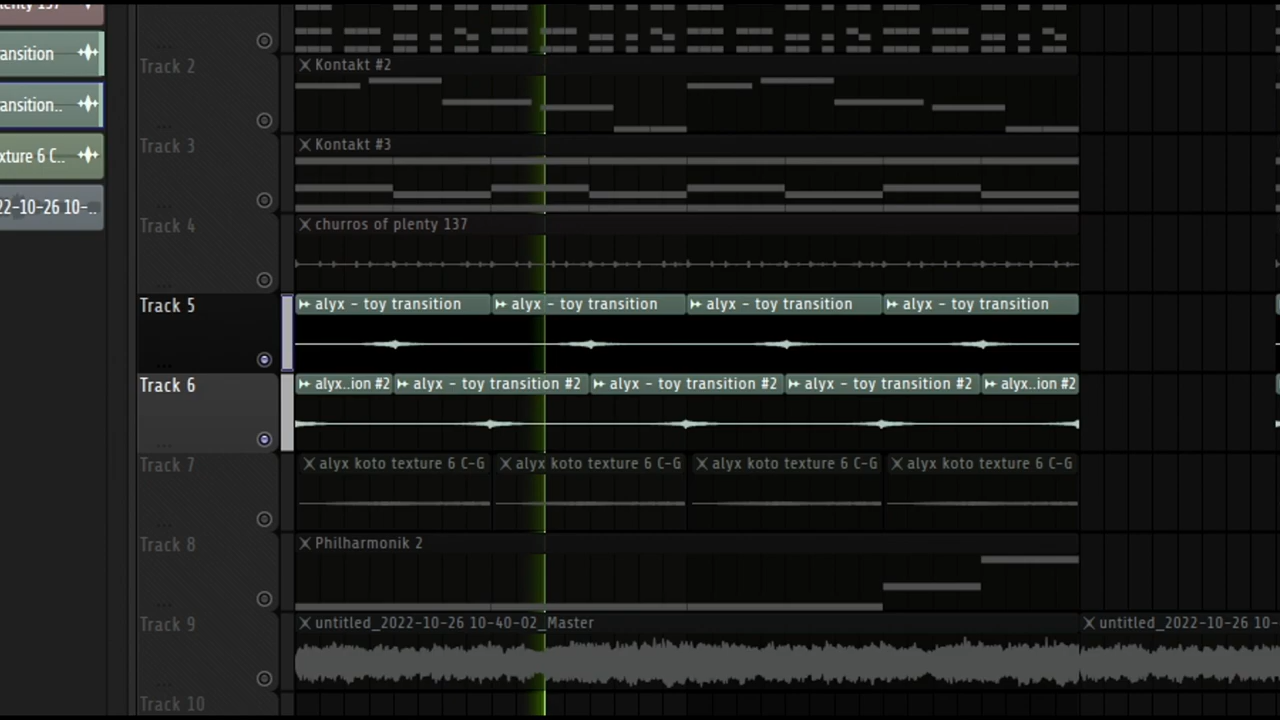 plenty 137
ansition
Track 2
Kontakt #2
ansition..
Track 3
Kontakt #3
xture 6 C..
22-10-26 10-..
Track 4
churros of plenty 137
Track 5
alyx - toy transition
alyx - toy transition
alyx - toy transition
alyx - toy transition
Track 6
alyx..ion #2
alyx - toy transition #2
alyx - toy transition #2
alyx - toy transition #2
alyx..ion #2
Track 7
alyx koto texture 6 C-G
alyx koto texture 6 C-G
alyx koto texture 6 C-G
alyx koto texture 6 C-G
Track 8
Philharmonik 2
Track 9
untitled_2022-10-26 10-40-02_Master
untitled_2022-10-26 10-
Track 10